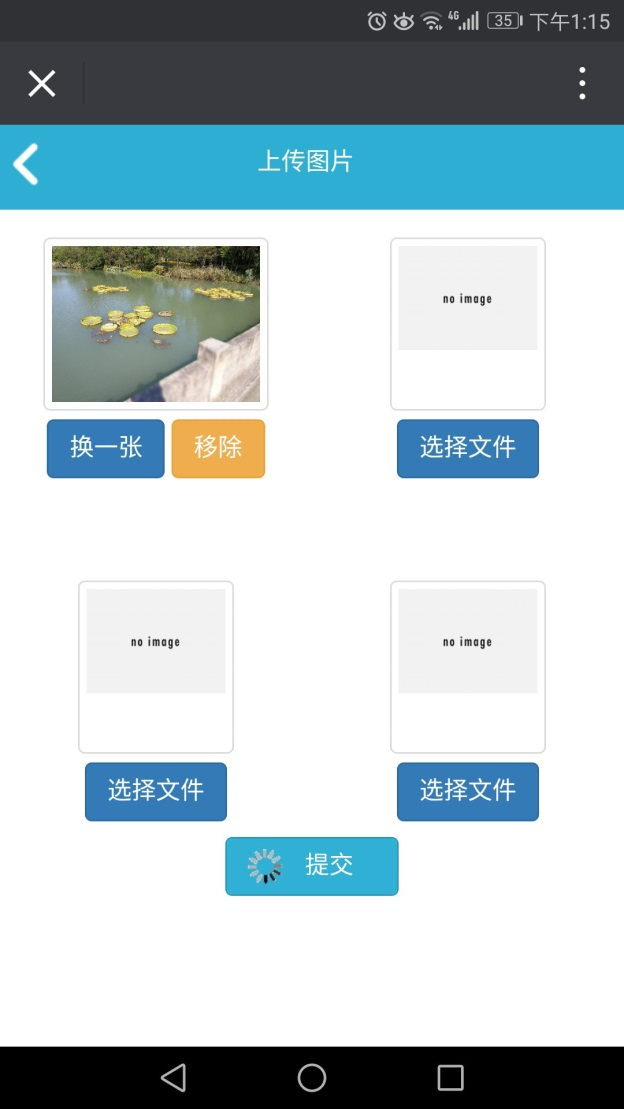 4G 35 下午1:15
上传图片
no image
换一张 移除 选择文件
no image no image
选择文件 选择文件
提交